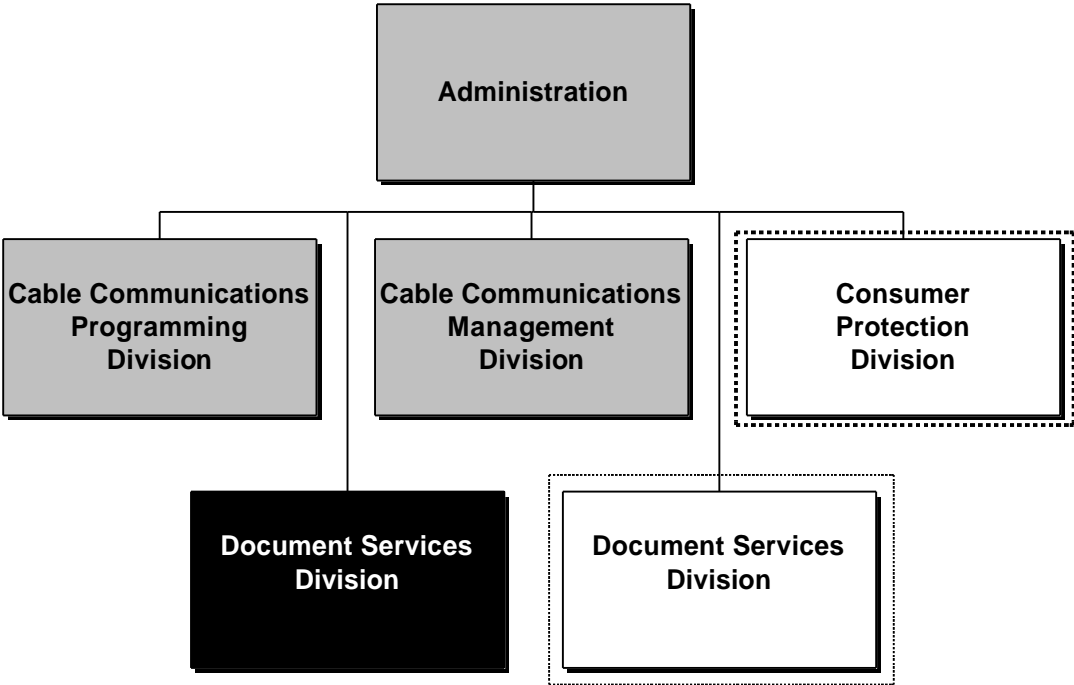 Administration
Cable Communications
Programming
Division
Cable Communications
Management
Division
Consumer
Protection
Division
Document Services
Division
Document Services
Division